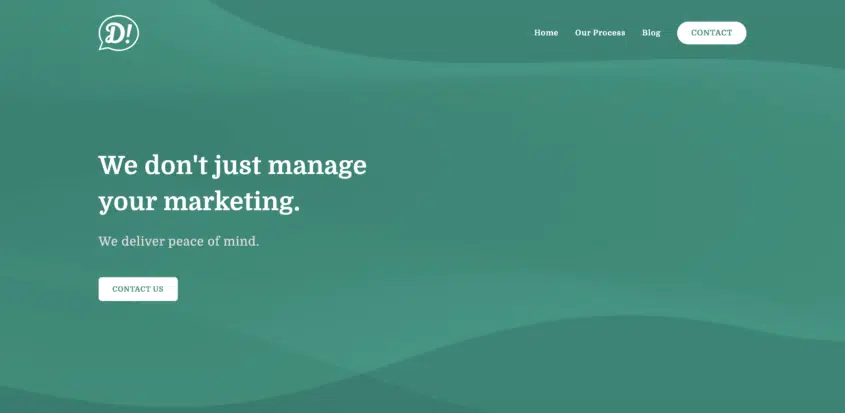 D!
Home
Our Process
Blog
CONTACT
We don't just manage
your marketing.
We deliver peace of mind.
CONTACT US